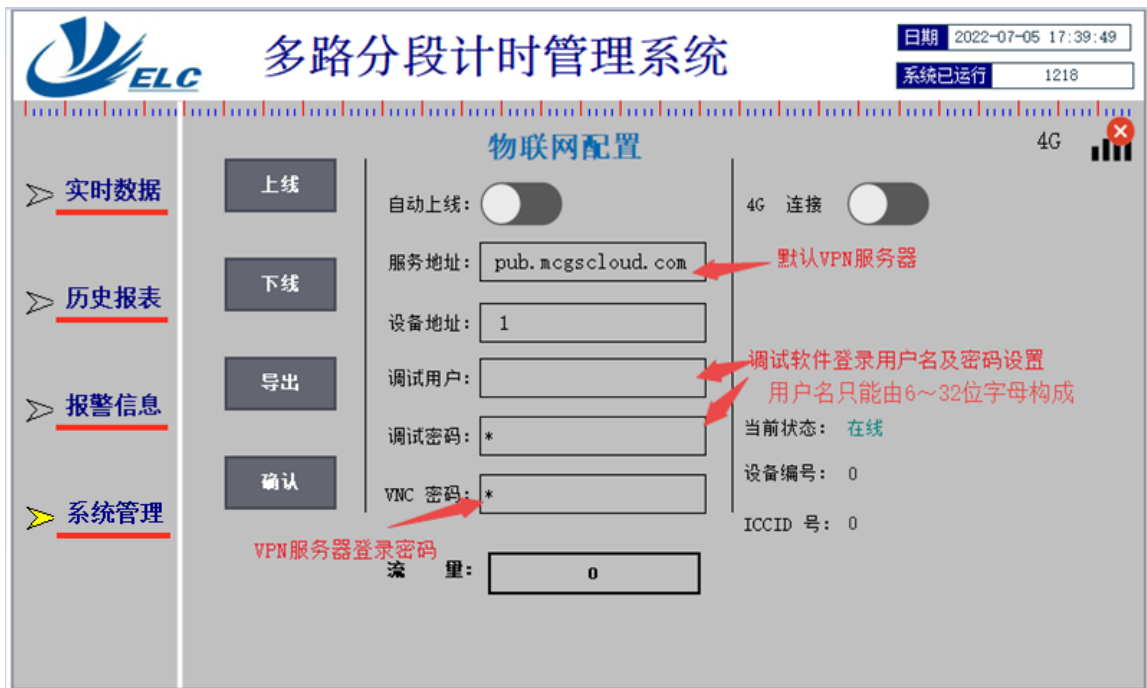 ELC
多路分段计时管理系统
日期 2022-07-05 17:39:49
系统已运行 1218
物联网配置
4G
实时数据
历史报表
报警信息
系统管理
上线
下线
导出
确认
自动上线:
4G 连接
服务地址: pub.mcgscloud.com
默认VPN服务器
设备地址: 1
调试用户:
调试软件登录用户名及密码设置
用户名只能由6～32位字母构成
调试密码: *
当前状态: 在线
VNC 密码: *
设备编号: 0
ICCID 号: 0
VPN服务器登录密码
流 量: 0